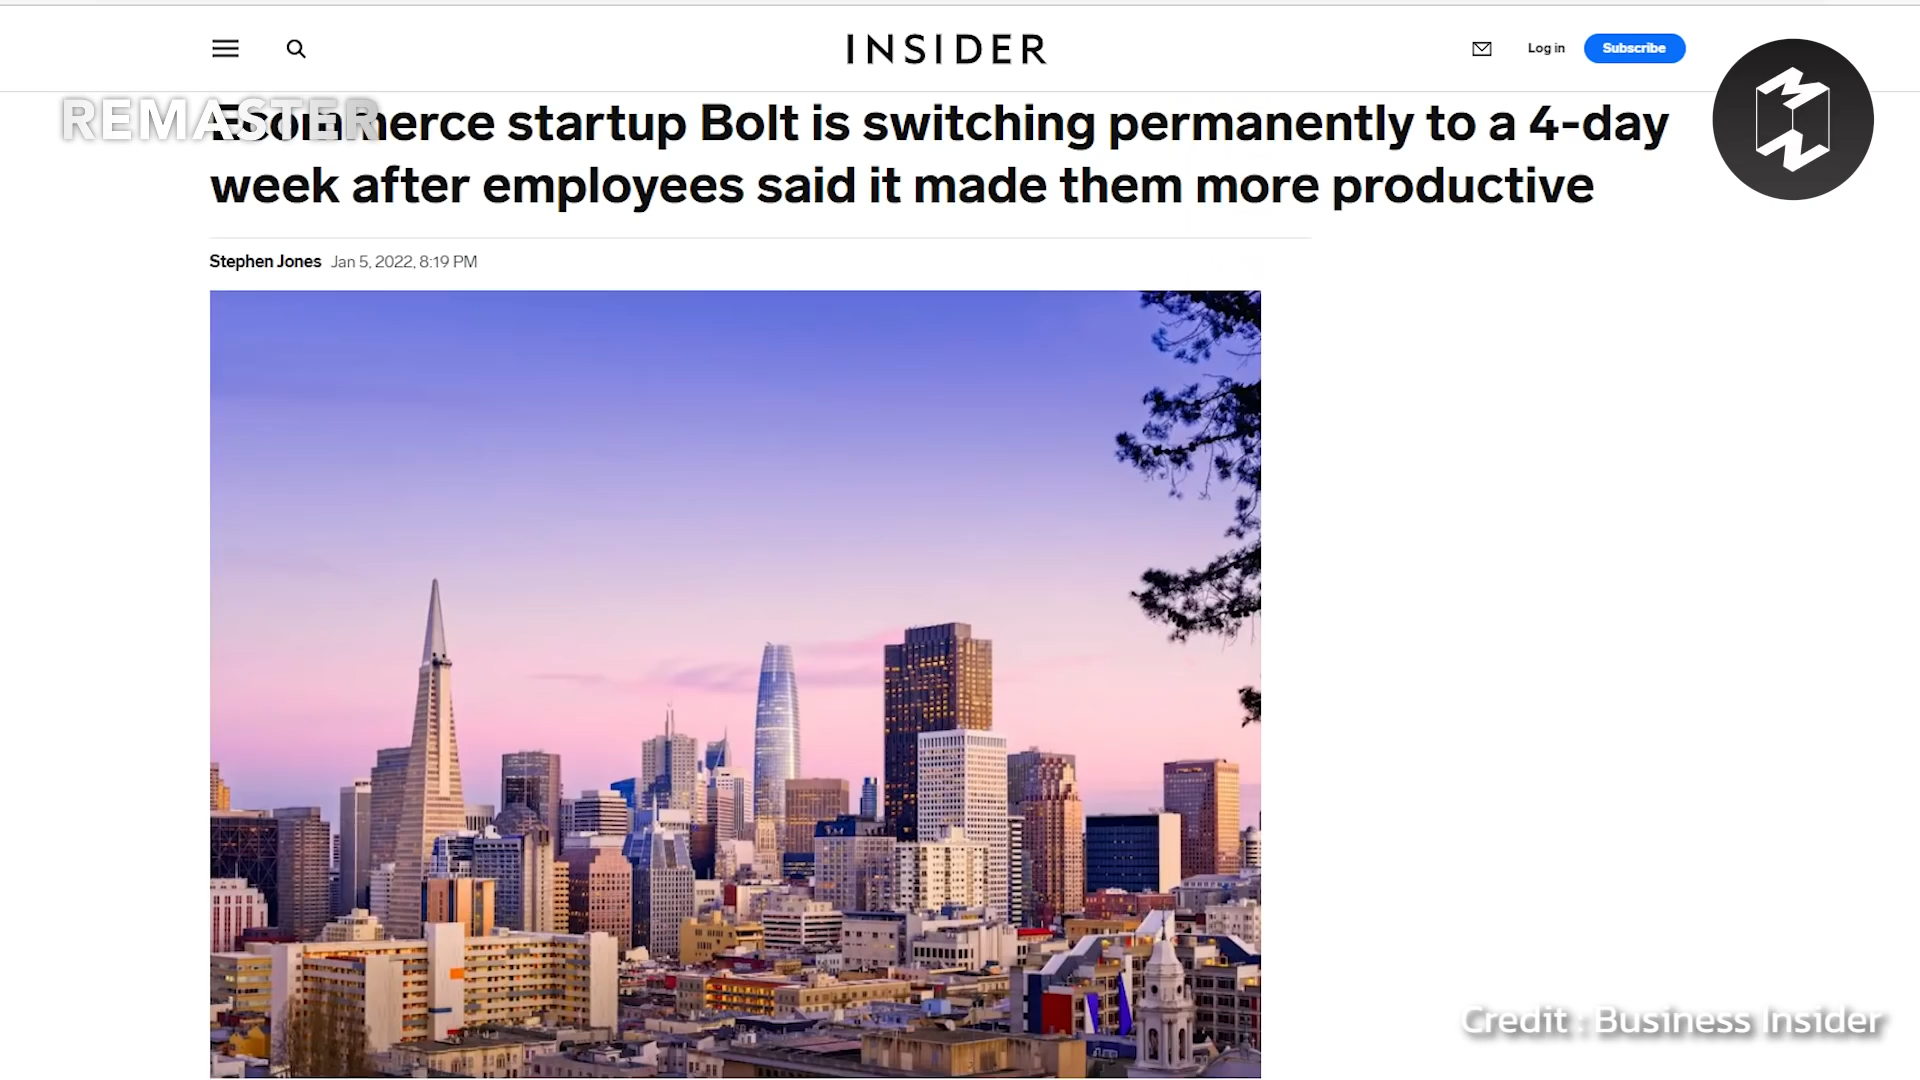 INSIDER
Log in
Subscribe
REMASTER
Ecommerce startup Bolt is switching permanently to a 4-day
week after employees said it made them more productive
Stephen Jones Jan 5, 2022, 8:19 PM
Credit : Business Insider